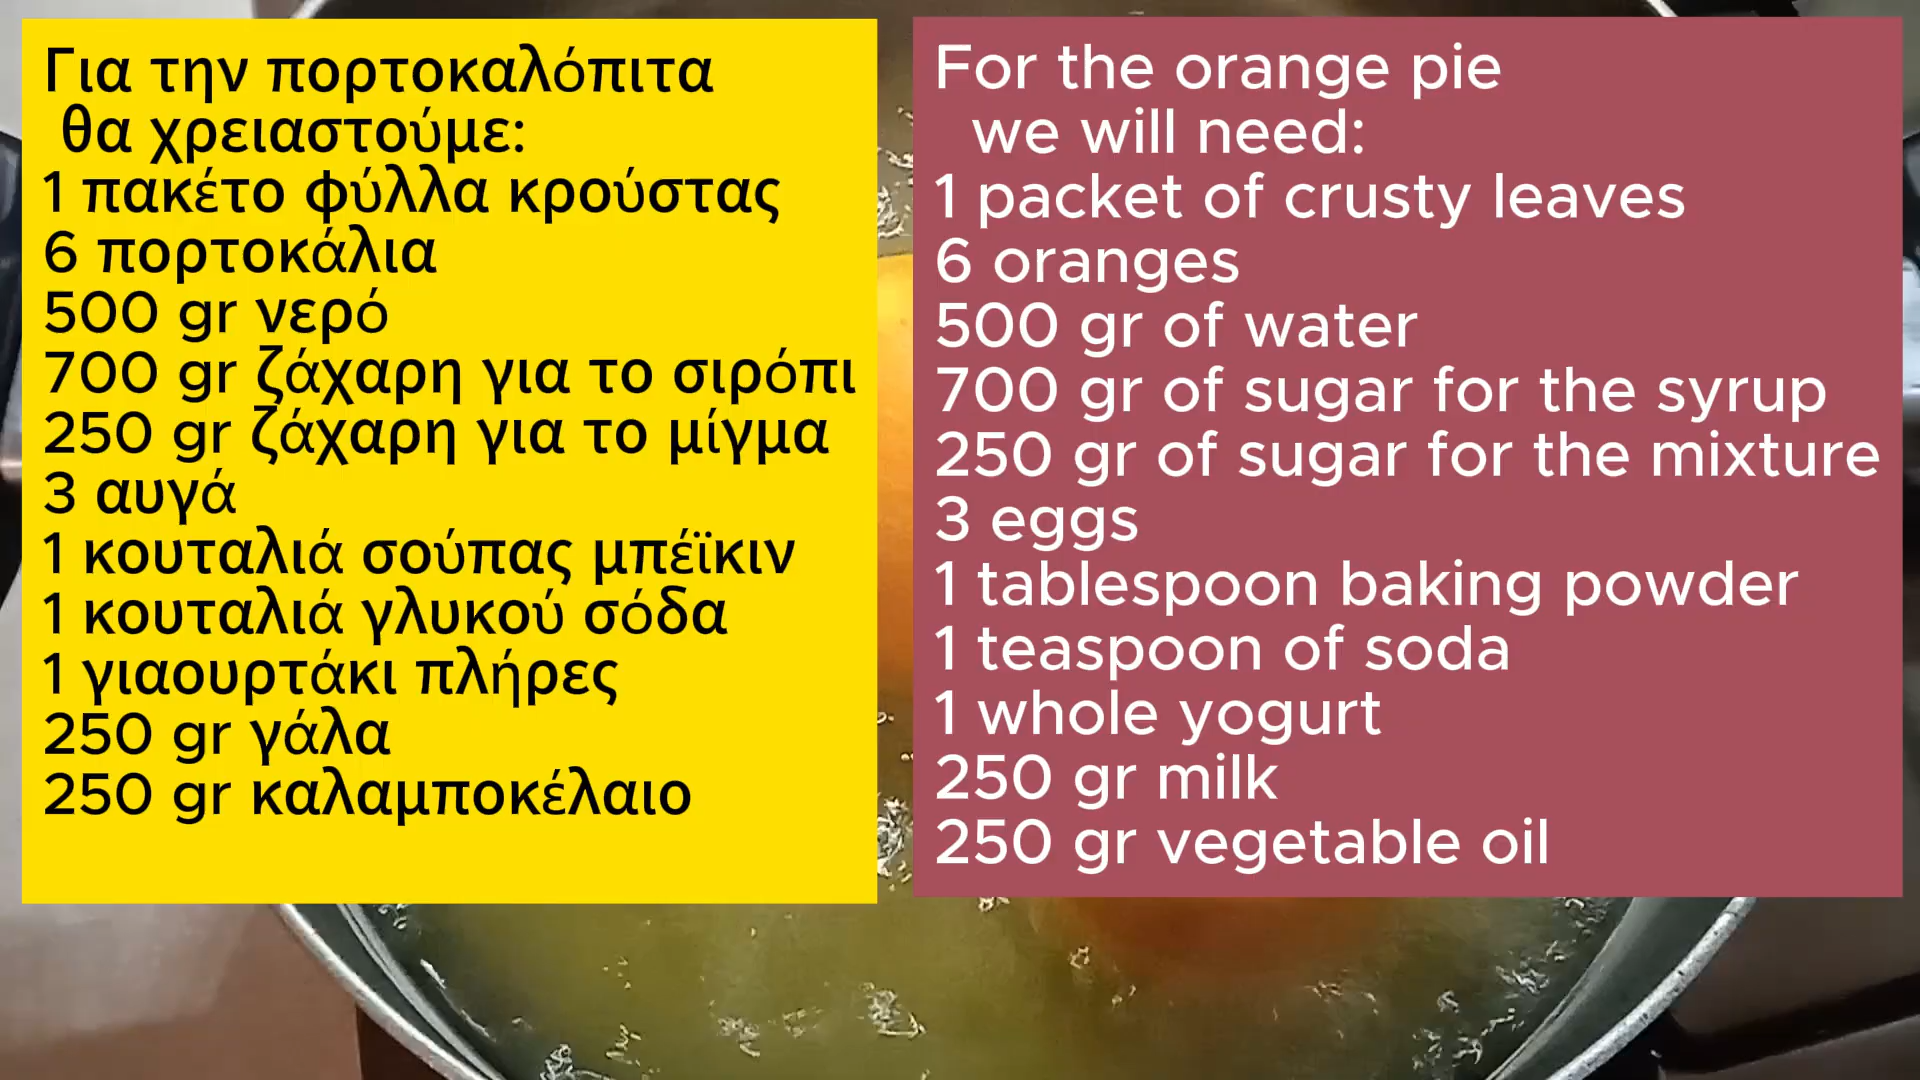 Για την πορτοκαλόπιτα
θα χρειαστούμε:
1 πακέτο φύλλα κρούστας
6 πορτοκάλια
500 gr νερό
700 gr ζάχαρη για το σιρόπι
250 gr ζάχαρη για το μίγμα
3 αυγά
1 κουταλιά σούπας μπέϊκιν
1 κουταλιά γλυκού σόδα
1 γιαουρτάκι πλήρες
250 gr γάλα
250 gr καλαμποκέλαιο
For the orange pie
we will need:
1 packet of crusty leaves
6 oranges
500 gr of water
700 gr of sugar for the syrup
250 gr of sugar for the mixture
3 eggs
1 tablespoon baking powder
1 teaspoon of soda
1 whole yogurt
250 gr milk
250 gr vegetable oil